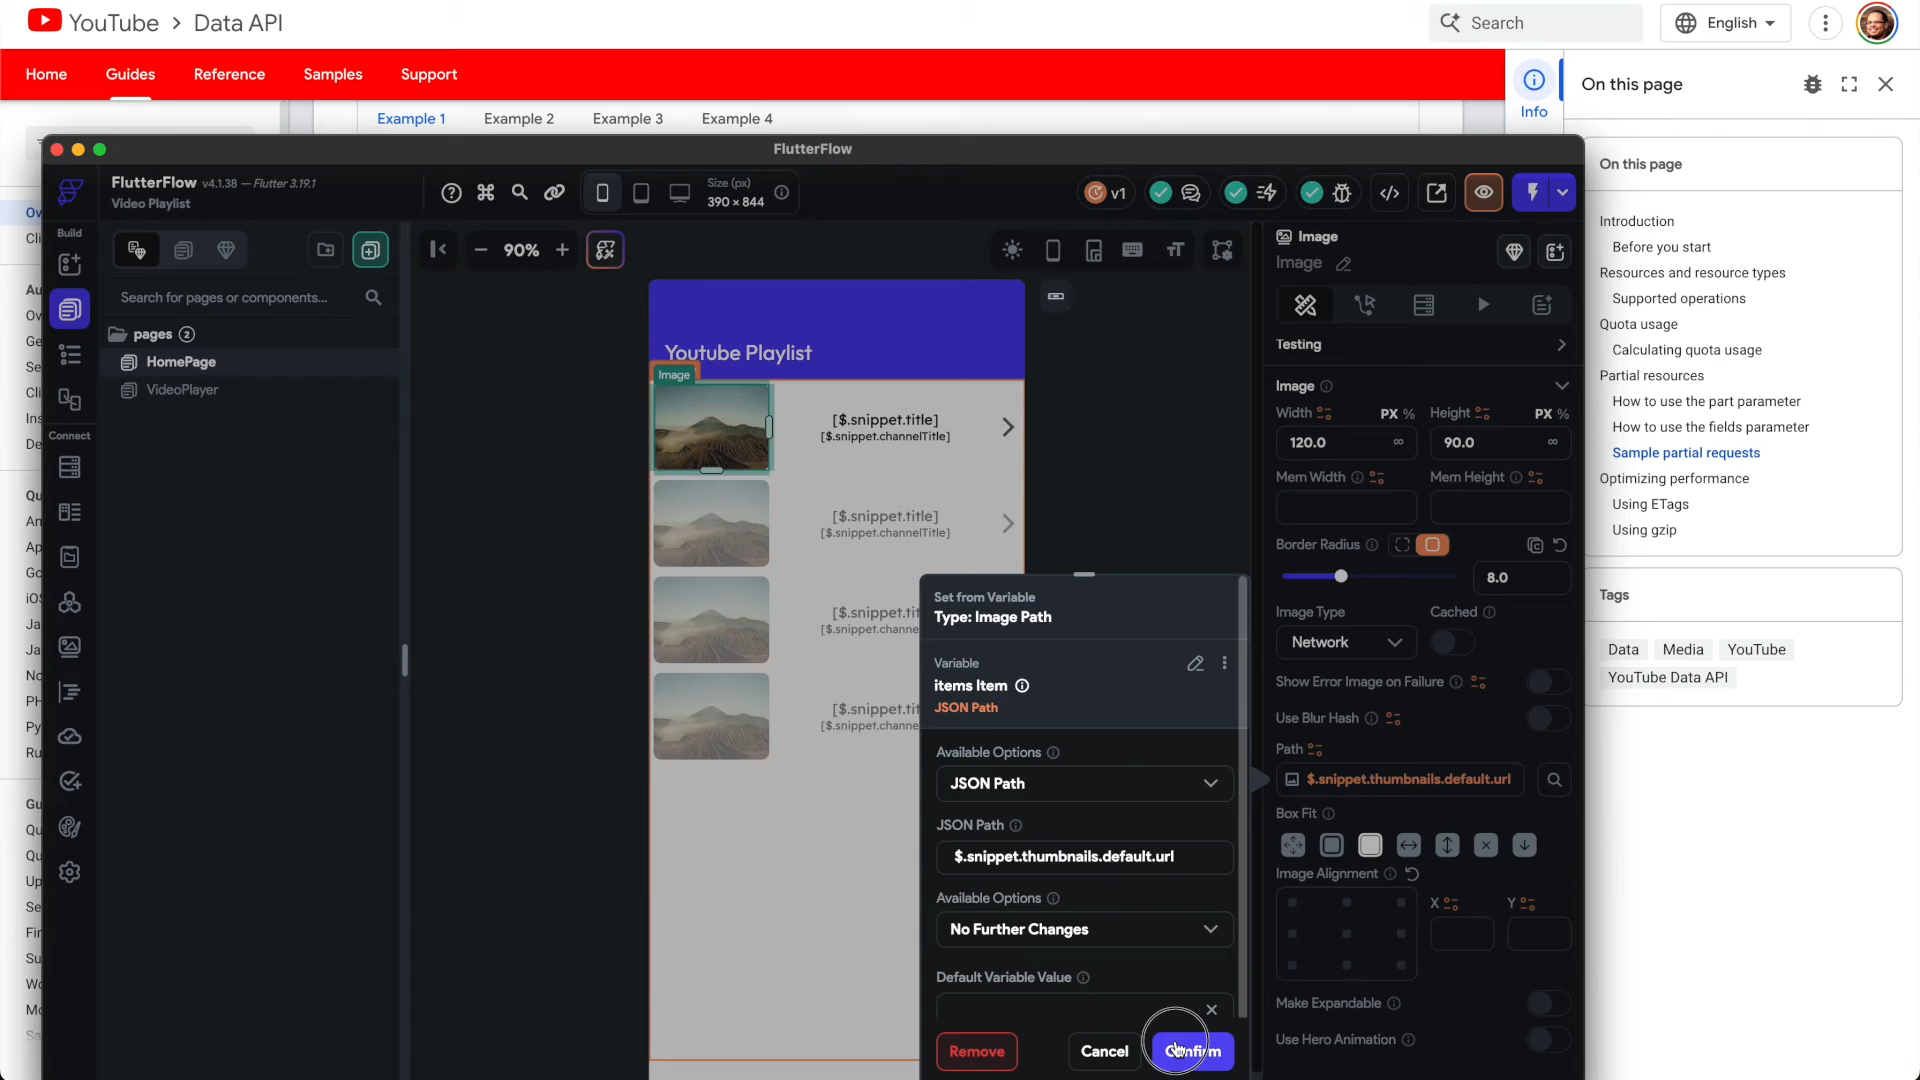 YouTube > Data API
Search
English
Home
Guides
Reference
Samples
Support
Info
On this page
Example 1
Example 2
Example 3
Example 4
On this page
Introduction
Before you start
Resources and resource types
Supported operations
Quota usage
Calculating quota usage
Partial resources
How to use the part parameter
How to use the fields parameter
Sample partial requests
Optimizing performance
Using ETags
Using gzip
Tags
Data
Media
YouTube
YouTube Data API
FlutterFlow
FlutterFlow v4.1.38 — Flutter 3.19.1
Video Playlist
Size (px)
390 × 844
v1
Build
Connect
90%
Search for pages or components...
pages 2
HomePage
VideoPlayer
Youtube Playlist
Image
[$.snippet.title]
[$.snippet.channelTitle]
[$.snippet.title]
[$.snippet.channelTitle]
[$.snippet.tit
[$.snippet.channe
[$.snippet.tit
[$.snippet.channe
Set from Variable
Type: Image Path
Variable
items Item
JSON Path
Available Options
JSON Path
JSON Path
$.snippet.thumbnails.default.url
Available Options
No Further Changes
Default Variable Value
Remove
Cancel
Confirm
Image
Image
Testing
Image
Width PX %
Height PX %
120.0
90.0
Mem Width
Mem Height
Border Radius
8.0
Image Type
Cached
Network
Show Error Image on Failure
Use Blur Hash
Path
$.snippet.thumbnails.default.url
Box Fit
Image Alignment
X
Y
Make Expandable
Use Hero Animation